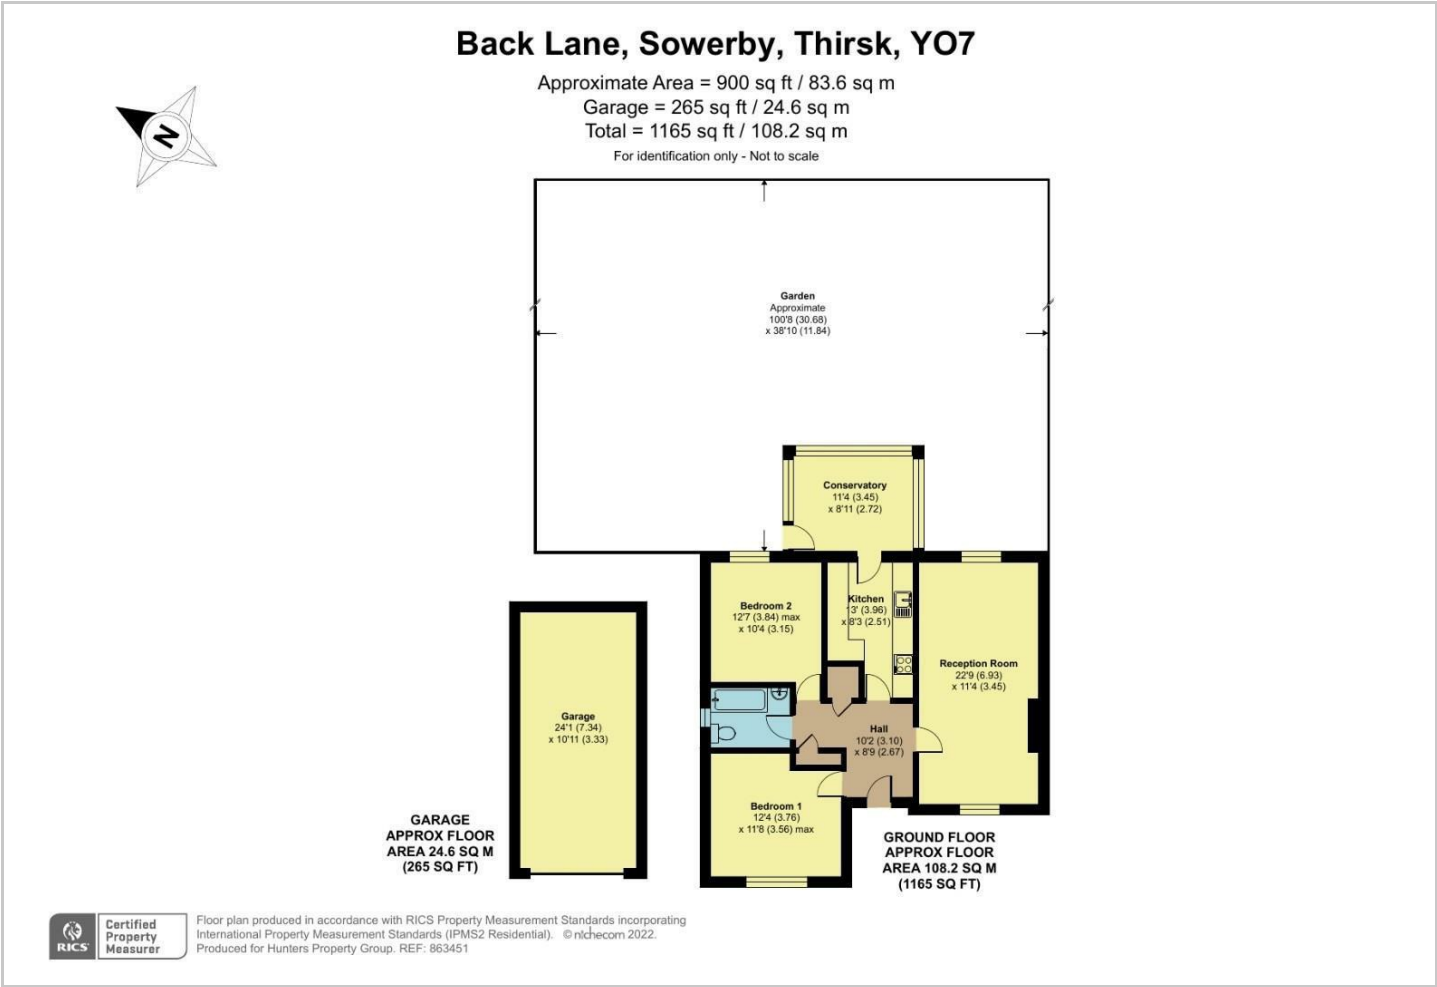 Back Lane, Sowerby, Thirsk, YO7
Approximate Area = 900 sq ft / 83.6 sq m
Garage = 265 sq ft / 24.6 sq m
Total = 1165 sq ft / 108.2 sq m
For identification only - Not to scale
N
Garden
Approximate
100'8 (30.68)
x 38'10 (11.84)
Conservatory
11'4 (3.45)
x 8'11 (2.72)
Bedroom 2
12'7 (3.84) max
x 10'4 (3.15)
Kitchen
13' (3.96)
x 8'3 (2.51)
Reception Room
22'9 (6.93)
x 11'4 (3.45)
Garage
24'1 (7.34)
x 10'11 (3.33)
Hall
10'2 (3.10)
x 8'9 (2.67)
Bedroom 1
12'4 (3.76)
x 11'8 (3.56) max
GARAGE
APPROX FLOOR
AREA 24.6 SQ M
(265 SQ FT)
GROUND FLOOR
APPROX FLOOR
AREA 108.2 SQ M
(1165 SQ FT)
RICS
Certified
Property
Measurer
Floor plan produced in accordance with RICS Property Measurement Standards incorporating
International Property Measurement Standards (IPMS2 Residential). © nichecom 2022.
Produced for Hunters Property Group. REF: 863451